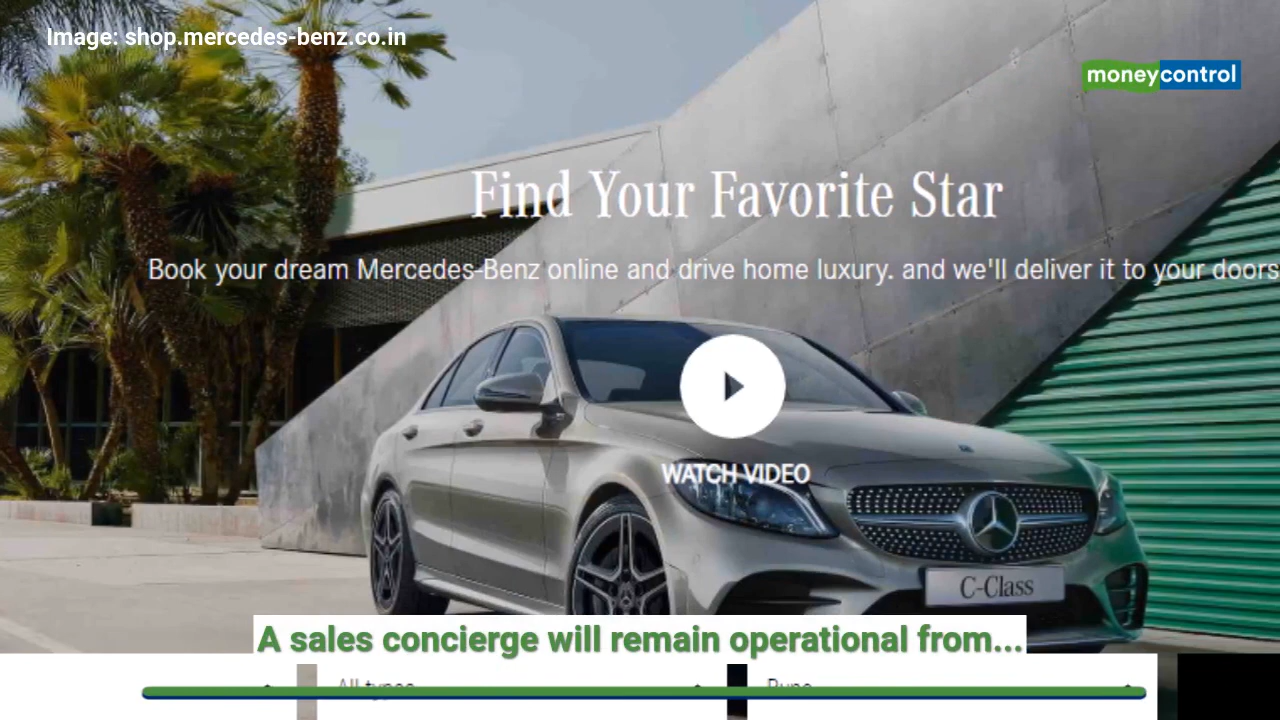 Image: shop.mercedes-benz.co.in
moneycontrol
Find Your Favorite Star
Book your dream Mercedes-Benz online and drive home luxury. and we'll deliver it to your doors
WATCH VIDEO
C-Class
A sales concierge will remain operational from...
All types